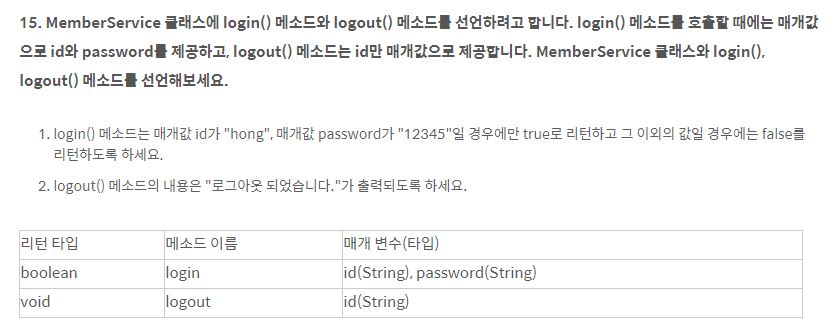 15. MemberService 클래스에 login() 메소드와 logout() 메소드를 선언하려고 합니다. login() 메소드를 호출할 때에는 매개값
으로 id와 password를 제공하고, logout() 메소드는 id만 매개값으로 제공합니다. MemberService 클래스와 login(),
logout() 메소드를 선언해보세요.
1. login() 메소드는 매개값 id가 "hong", 매개값 password가 "12345"일 경우에만 true로 리턴하고 그 이외의 값일 경우에는 false를
리턴하도록 하세요.
2. logout() 메소드의 내용은 "로그아웃 되었습니다."가 출력되도록 하세요.
리턴 타입 메소드 이름 매개 변수(타입)
boolean login id(String), password(String)
void logout id(String)